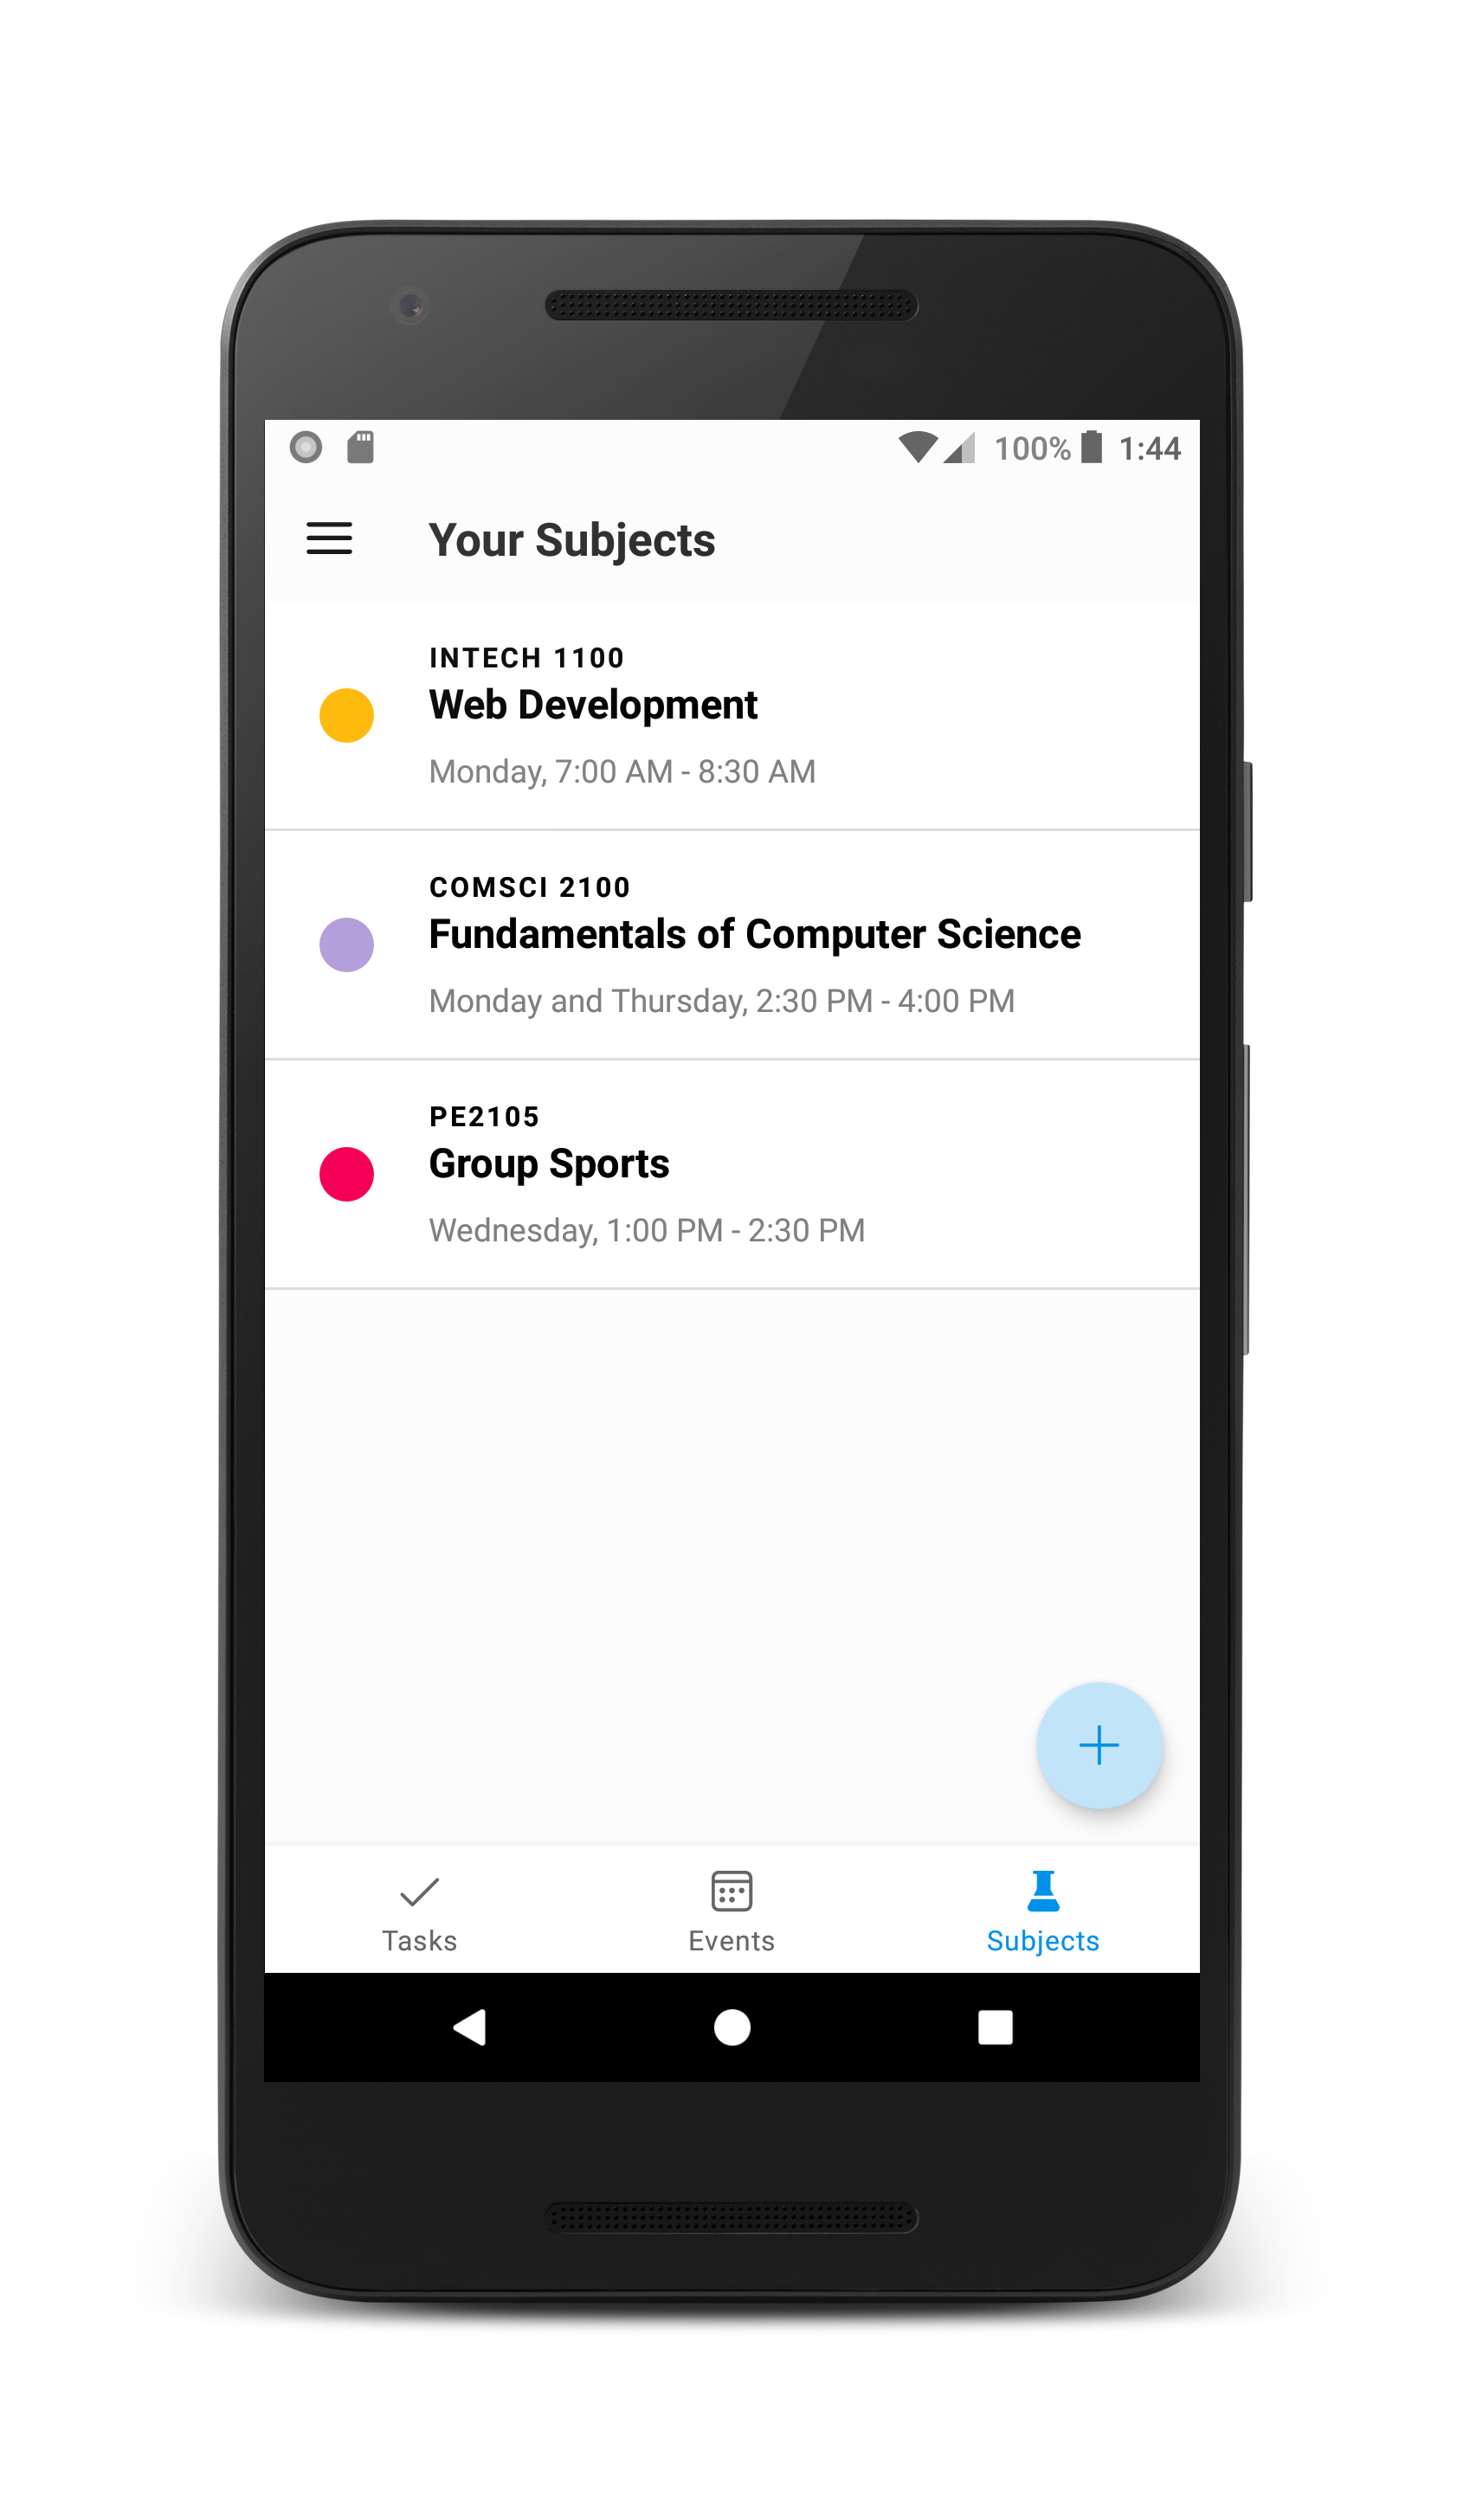 100% 1:44
Your Subjects
INTECH 1100
Web Development
Monday, 7:00 AM - 8:30 AM
COMSCI 2100
Fundamentals of Computer Science
Monday and Thursday, 2:30 PM - 4:00 PM
PE2105
Group Sports
Wednesday, 1:00 PM - 2:30 PM
Tasks Events Subjects